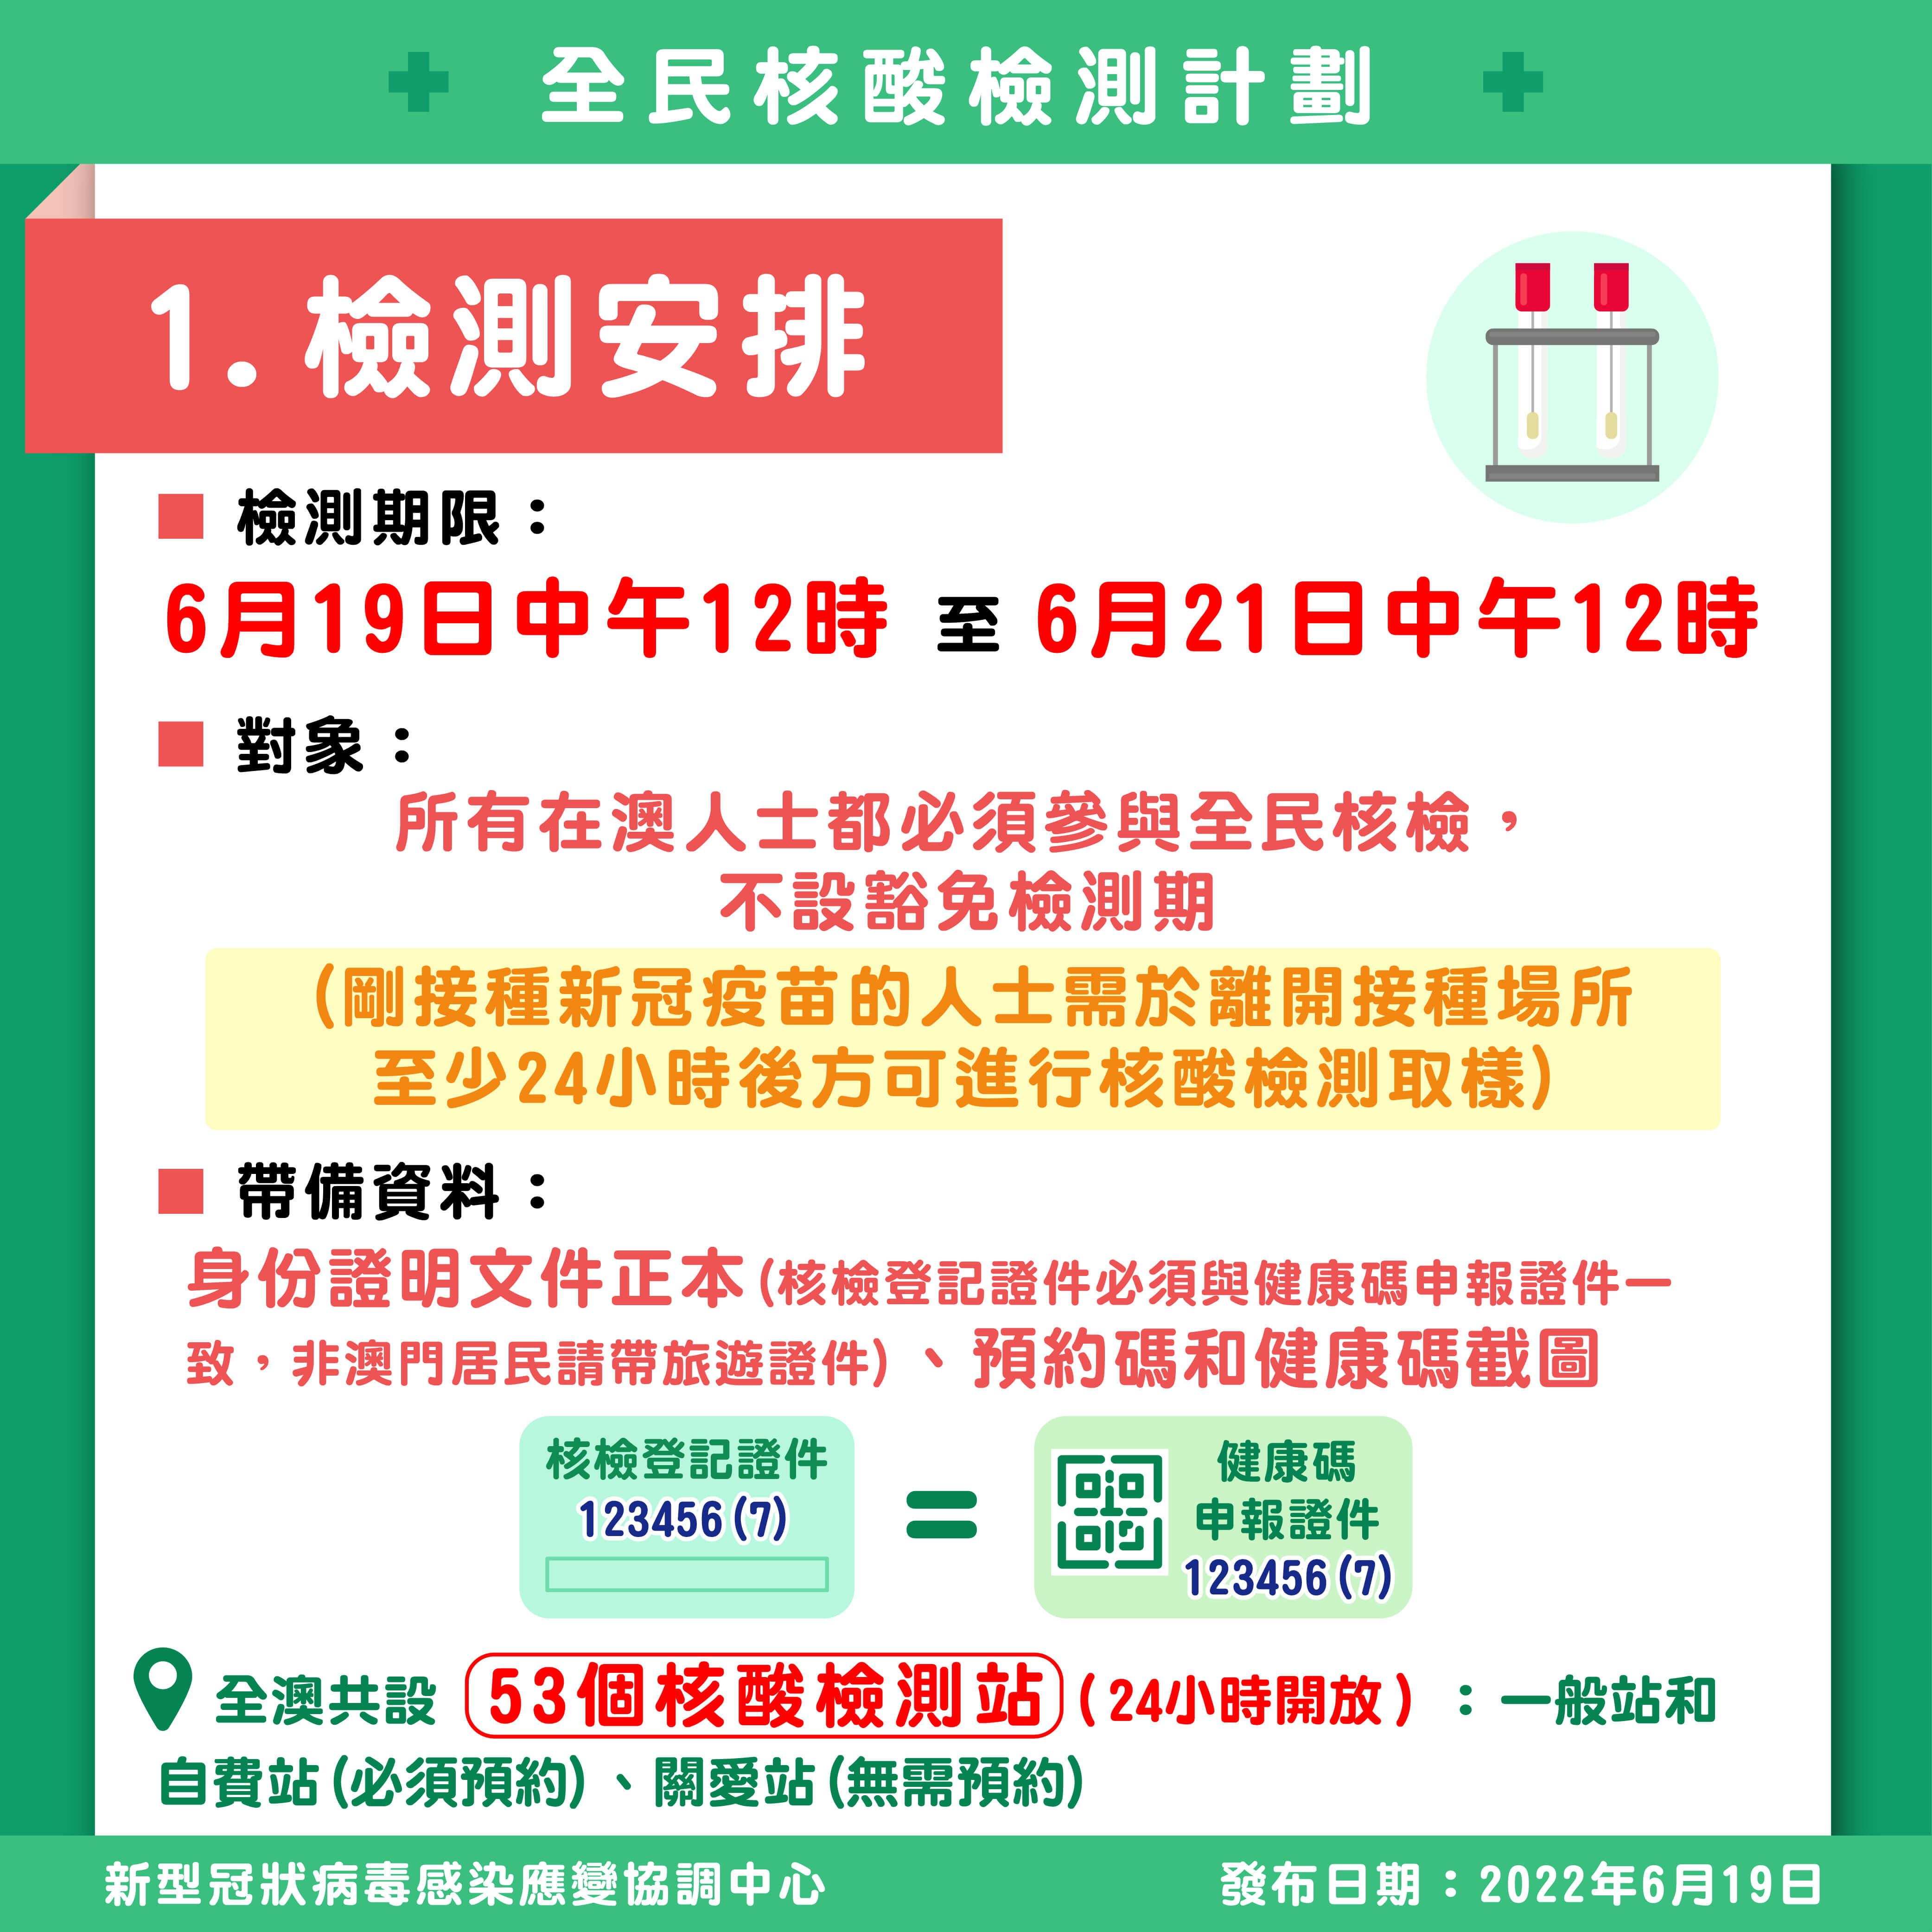 全民核酸檢測計劃
1.檢測安排
檢測期限：
6月19日中午12時 至 6月21日中午12時
對象：
所有在澳人士都必須參與全民核檢，
不設豁免檢測期
(剛接種新冠疫苗的人士需於離開接種場所
至少24小時後方可進行核酸檢測取樣)
帶備資料：
身份證明文件正本(核檢登記證件必須與健康碼申報證件一
致，非澳門居民請帶旅遊證件)、預約碼和健康碼截圖
核檢登記證件
123456(7)
=
健康碼
申報證件
123456(7)
全澳共設 53個核酸檢測站(24小時開放)：一般站和
自費站(必須預約)、關愛站(無需預約)
新型冠狀病毒感染應變協調中心
發布日期：2022年6月19日